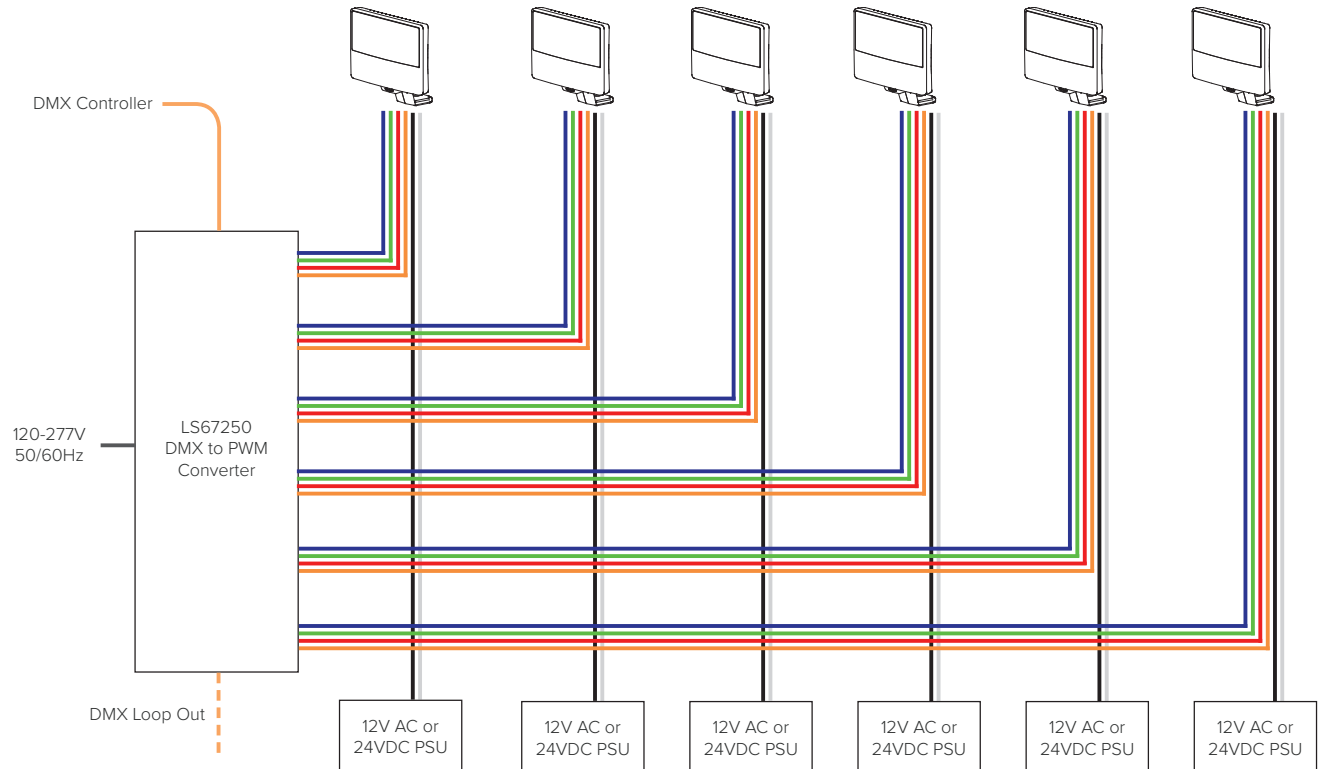 DMX Controller
120-277V
50/60Hz
LS67250
DMX to PWM
Converter
DMX Loop Out
12V AC or
24VDC PSU
12V AC or
24VDC PSU
12V AC or
24VDC PSU
12V AC or
24VDC PSU
12V AC or
24VDC PSU
12V AC or
24VDC PSU